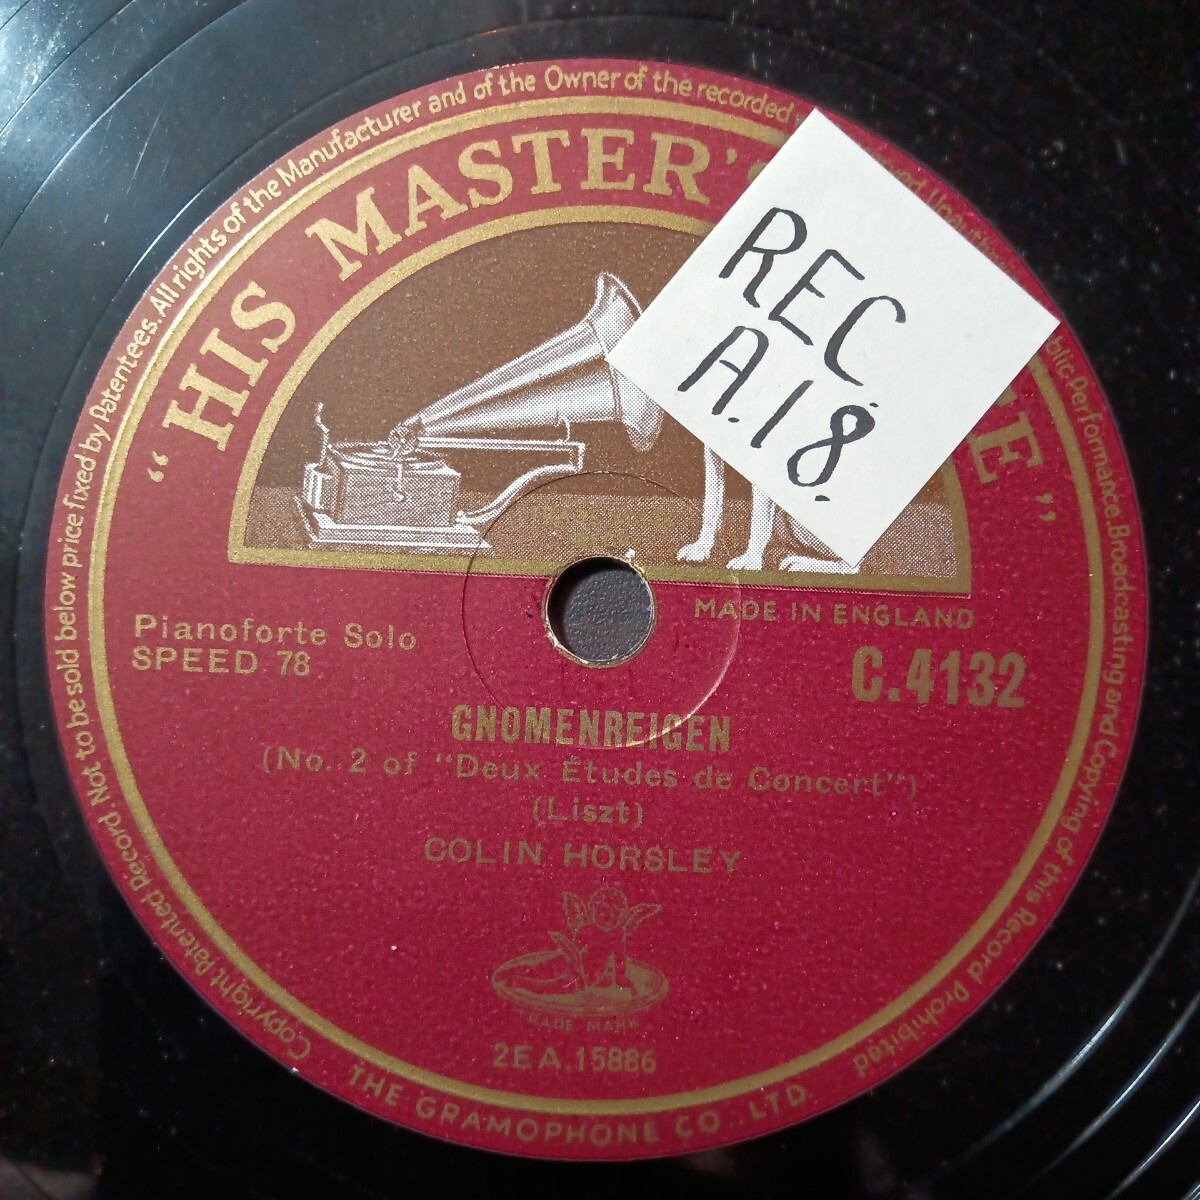 Copyright Patented Record. Not to be sold below price fixed by Patentees. All rights of the Manufacturer and of the Owner of the recorded
Performance. Broadcasting and Copying of this Record Prohibited
"HIS MASTER'S
REC
A.18.
MADE IN ENGLAND
Pianoforte Solo
SPEED 78
C.4132
GNOMENREIGEN
(No. 2 of "Deux Études de Concert")
(Liszt)
COLIN HORSLEY
TRADE MARK
2EA.15886
THE GRAMOPHONE CO., LTD.